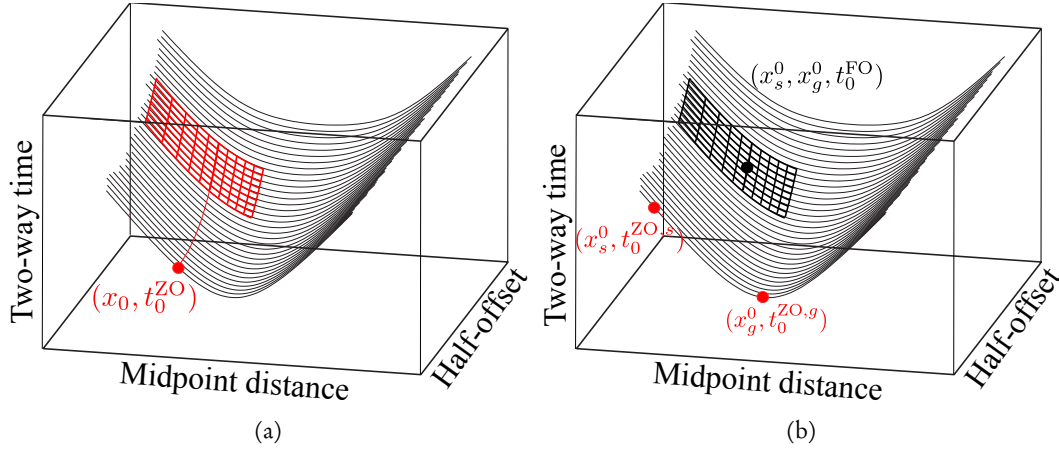 Two-way time
(x_0, t_0^{ZO})
Midpoint distance
Half-offset
(a)
Two-way time
(x_s^0, x_g^0, t_0^{FO})
(x_s^0, t_0^{ZO,s})
(x_g^0, t_0^{ZO,g})
Midpoint distance
Half-offset
(b)